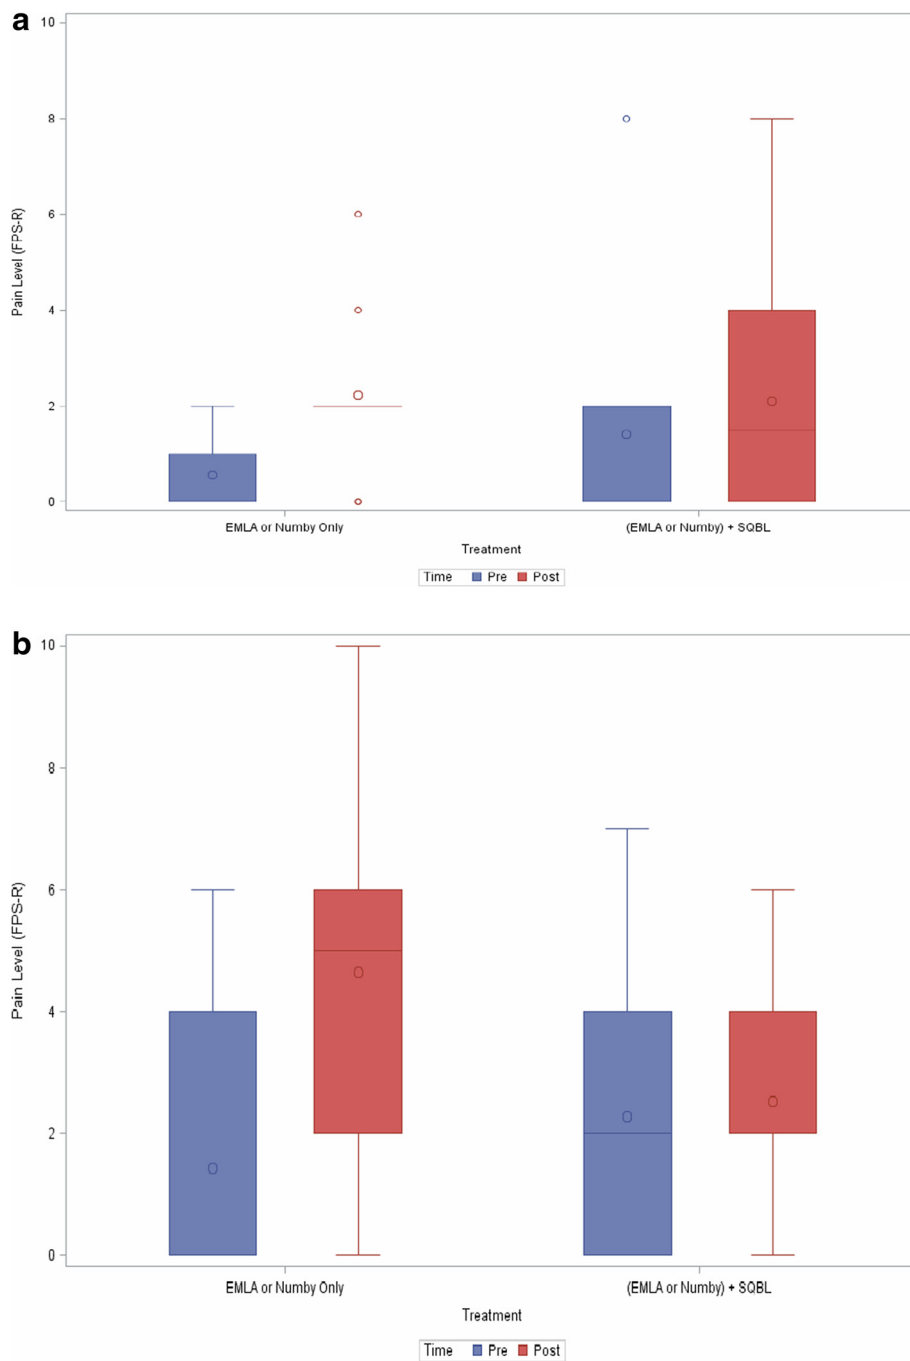 a
10
8
6
4
2
0
Pain Level (FPS-R)
EMLA or Numby Only
(EMLA or Numby) + SQBL
Treatment
Time Pre Post
b
10
8
6
4
2
0
Pain Level (FPS-R)
EMLA or Numby Only
(EMLA or Numby) + SQBL
Treatment
Time Pre Post